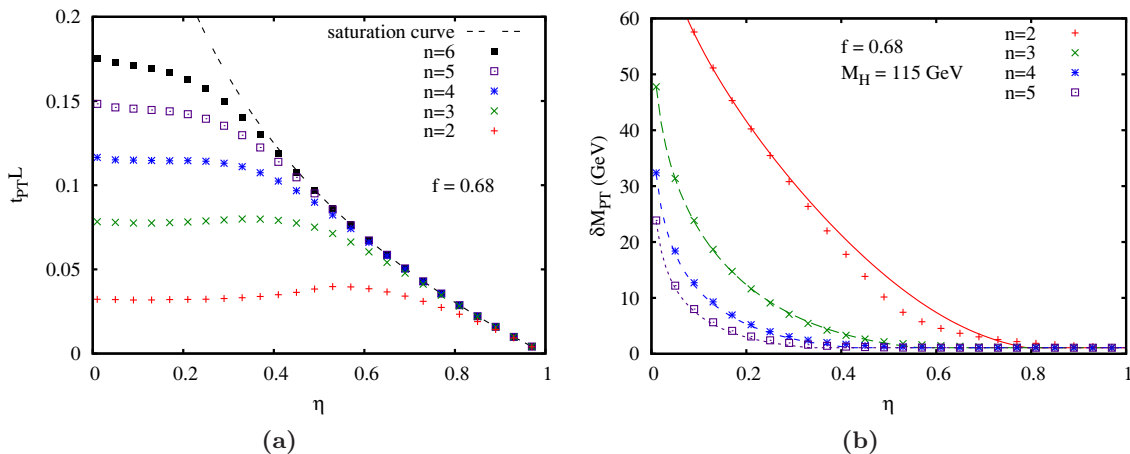 0.2
0.15
0.1
0.05
0
t_PT L
saturation curve
n=6
n=5
n=4
n=3
n=2
f = 0.68
0 0.2 0.4 0.6 0.8 1
η
(a)
60
50
40
30
20
10
0
δM_PT (GeV)
f = 0.68
M_H = 115 GeV
n=2
n=3
n=4
n=5
0 0.2 0.4 0.6 0.8 1
η
(b)